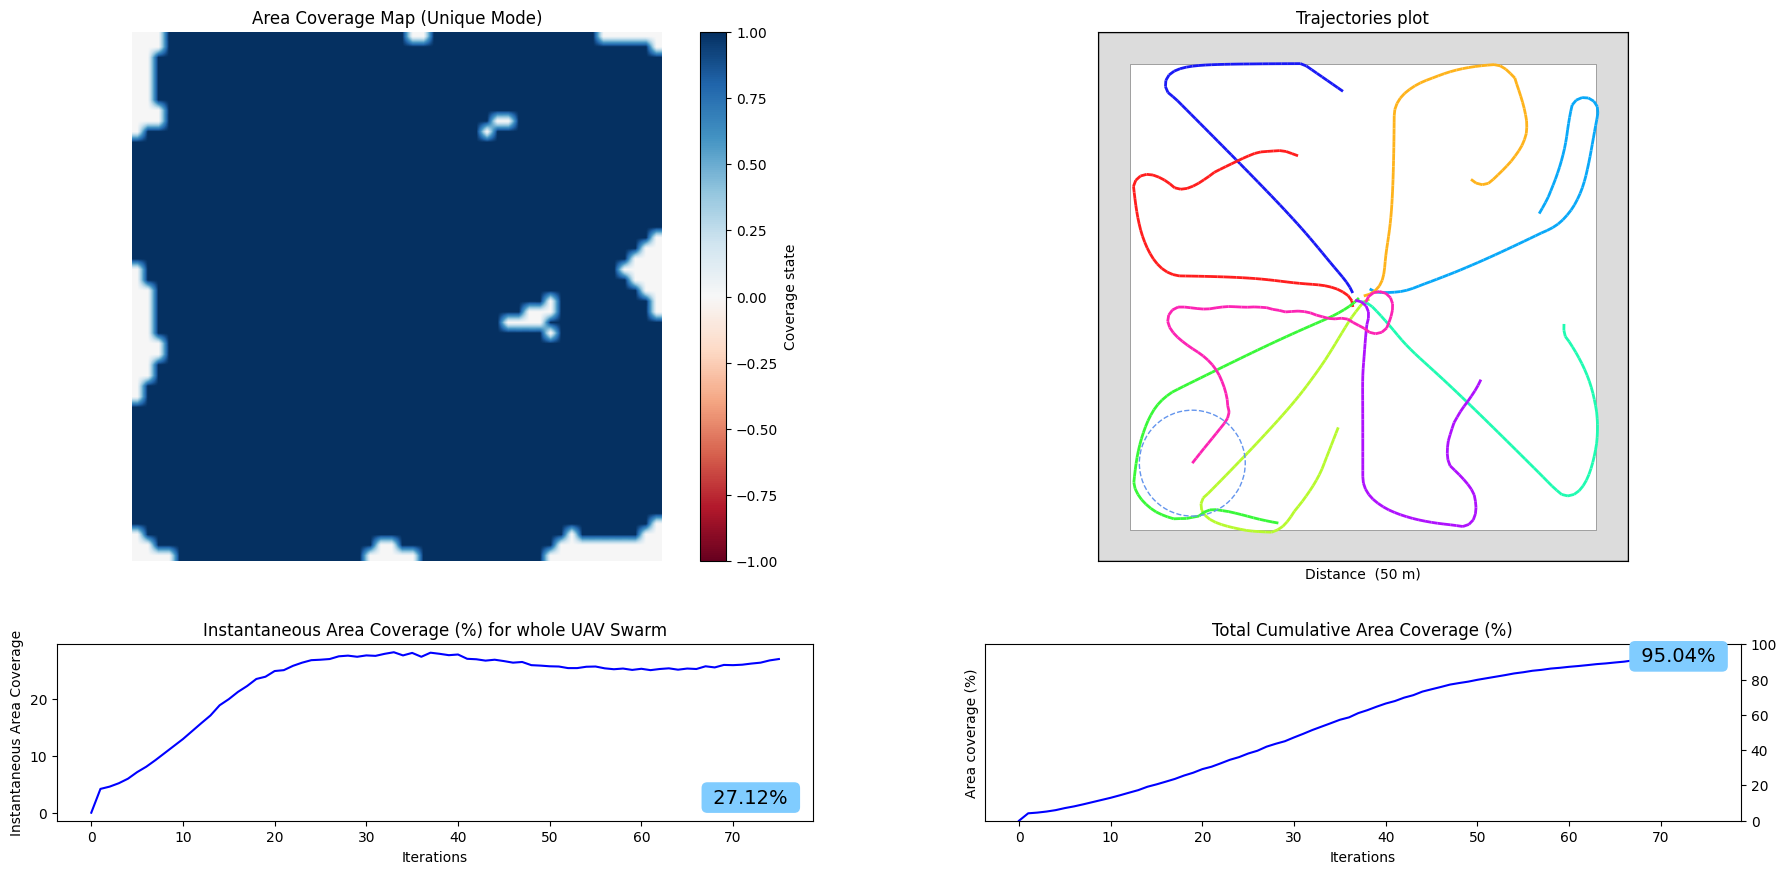 Area Coverage Map (Unique Mode)
1.00
0.75
0.50
0.25
0.00
−0.25
−0.50
−0.75
−1.00
Coverage state
Trajectories plot
Distance  (50 m)
Instantaneous Area Coverage (%) for whole UAV Swarm
Instantaneous Area Coverage
20
10
0
27.12%
0 10 20 30 40 50 60 70
Iterations
Total Cumulative Area Coverage (%)
Area coverage (%)
95.04%
100
80
60
40
20
0
0 10 20 30 40 50 60 70
Iterations